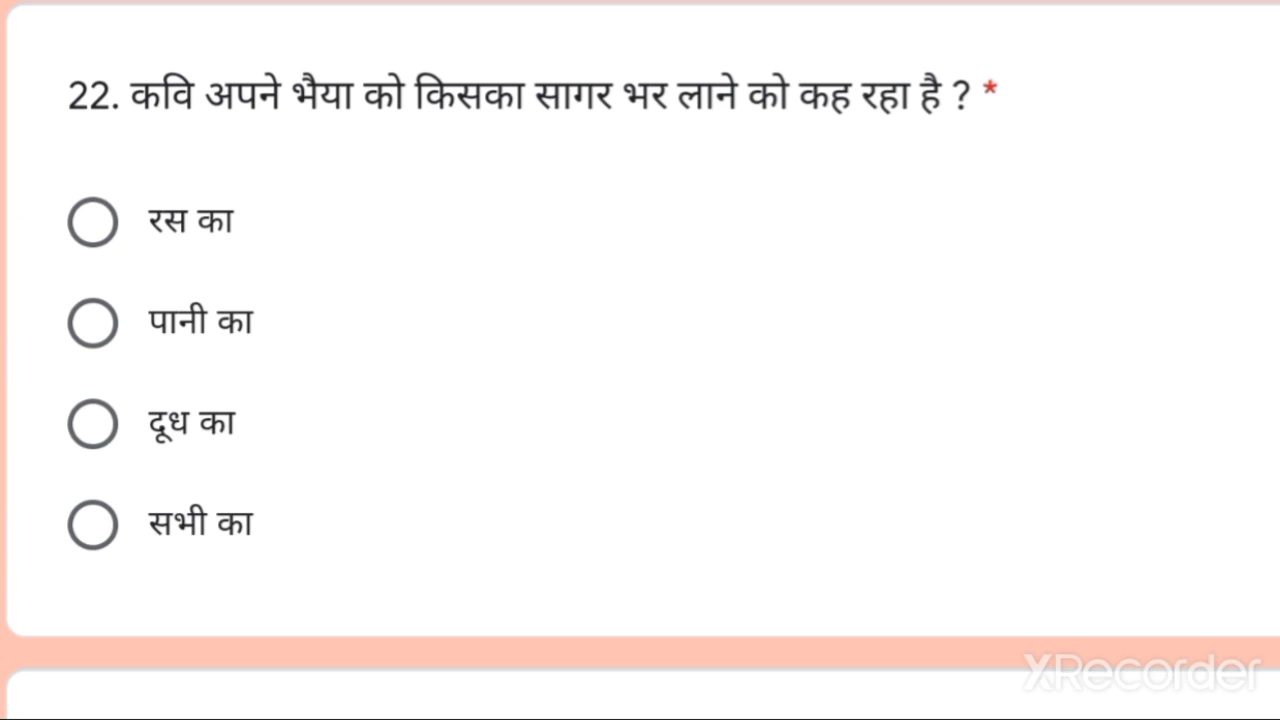 22. कवि अपने भैया को किसका सागर भर लाने को कह रहा है ? *
रस का
पानी का
दूध का
सभी का
XRecorder